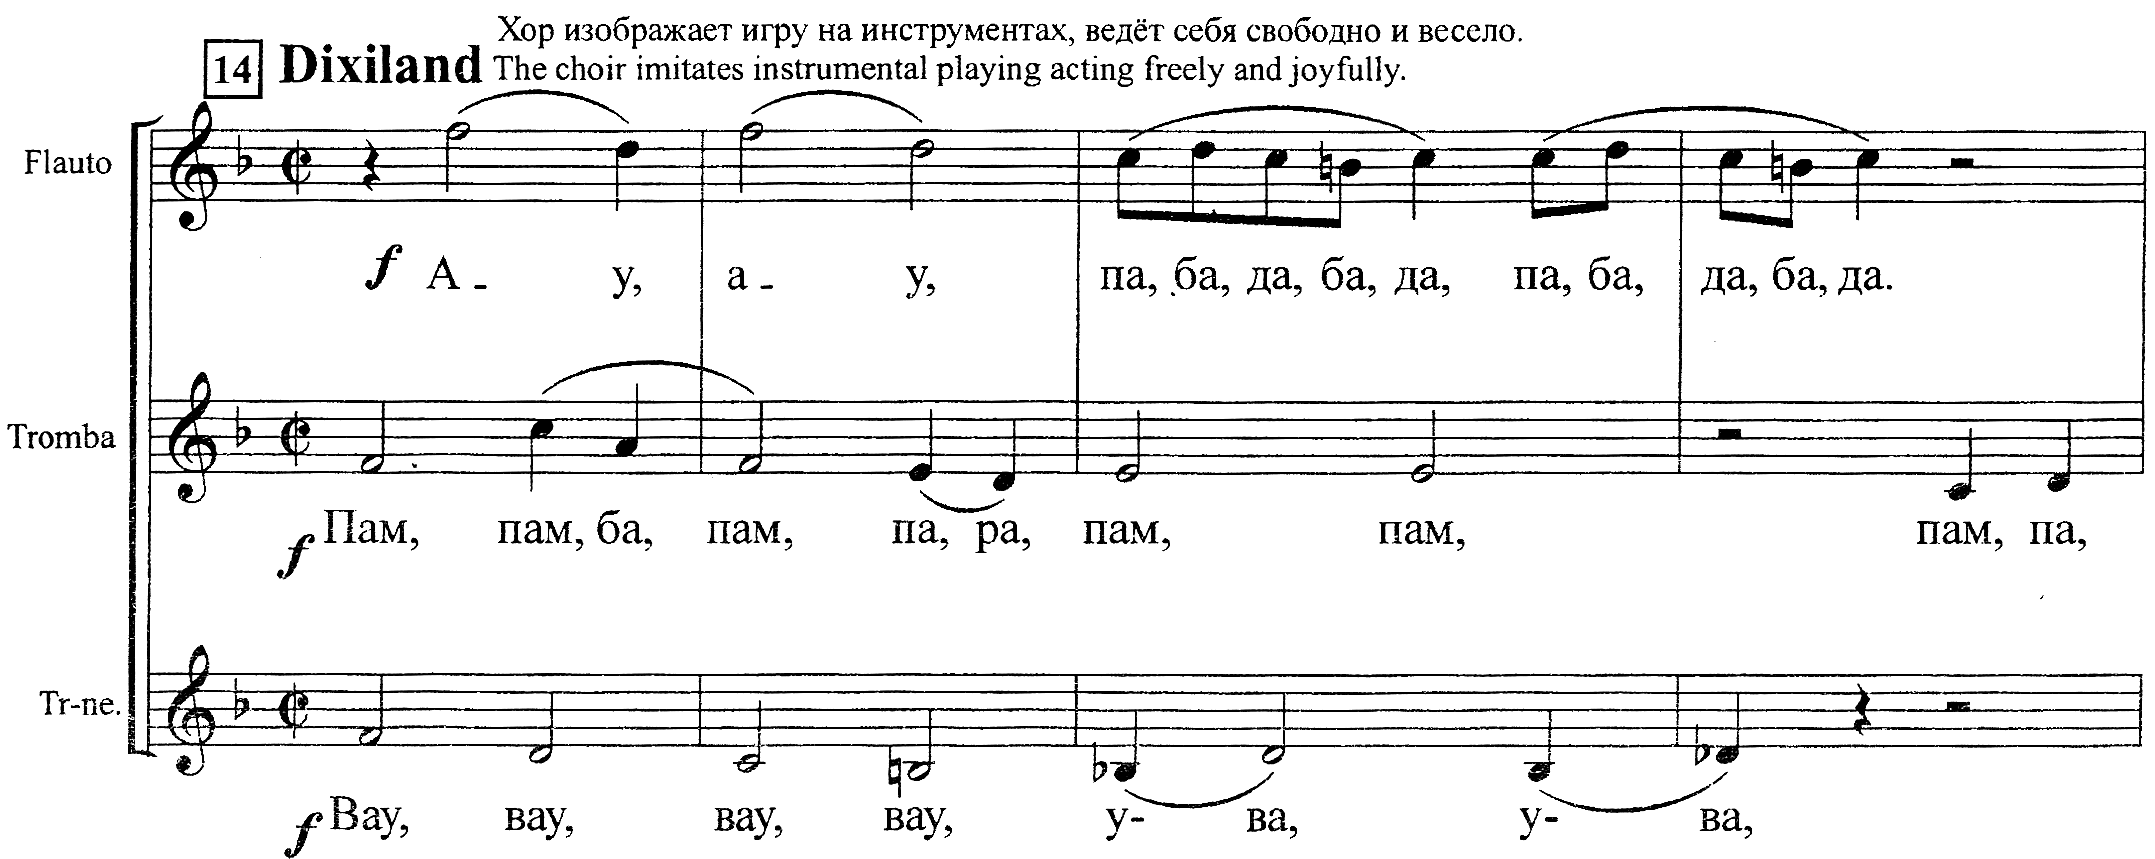 Хор изображает игру на инструментах, ведёт себя свободно и весело.
14 Dixiland The choir imitates instrumental playing acting freely and joyfully.
Flauto
f А - у, а - у, па, ба, да, ба, да, па, ба, да, ба, да.
Tromba
f Пам, пам, ба, пам, па, ра, пам, пам, пам, па,
Tr-ne.
f Вау, вау, вау, вау, у- ва, у- ва,